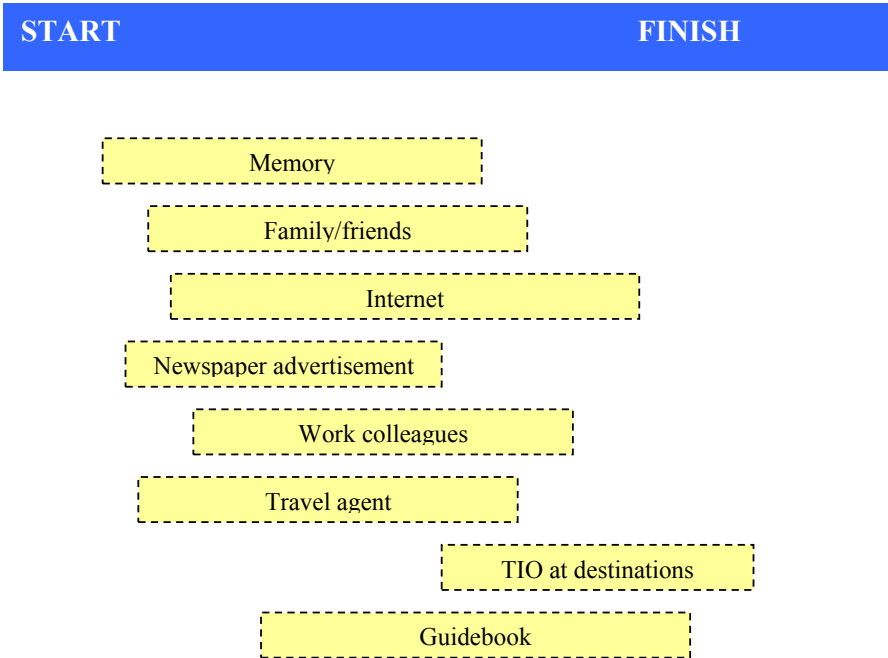 START FINISH
Memory
Family/friends
Internet
Newspaper advertisement
Work colleagues
Travel agent
TIO at destinations
Guidebook